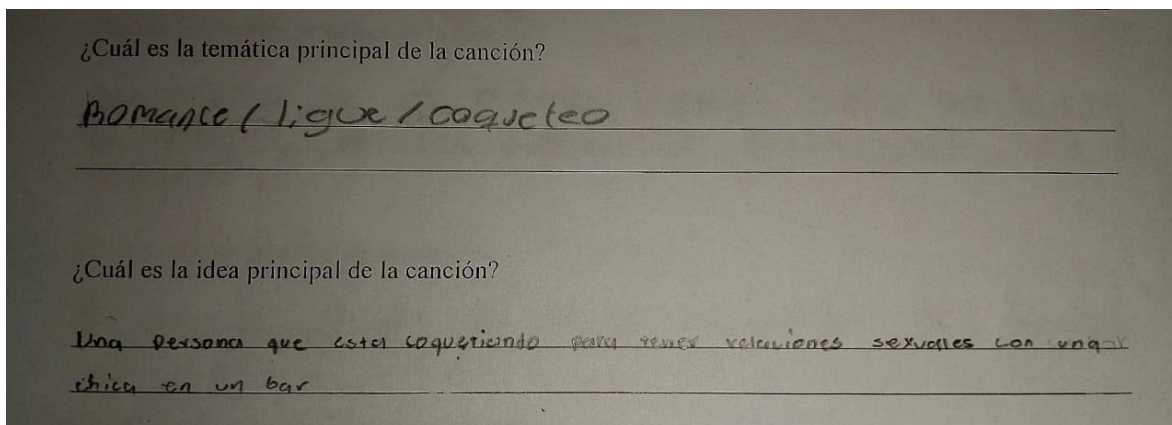 ¿Cuál es la temática principal de la canción?
Romance / ligue / coqueteo
¿Cuál es la idea principal de la canción?
Una persona que esta coquetiando para tener relaciones sexuales con una
chica en un bar